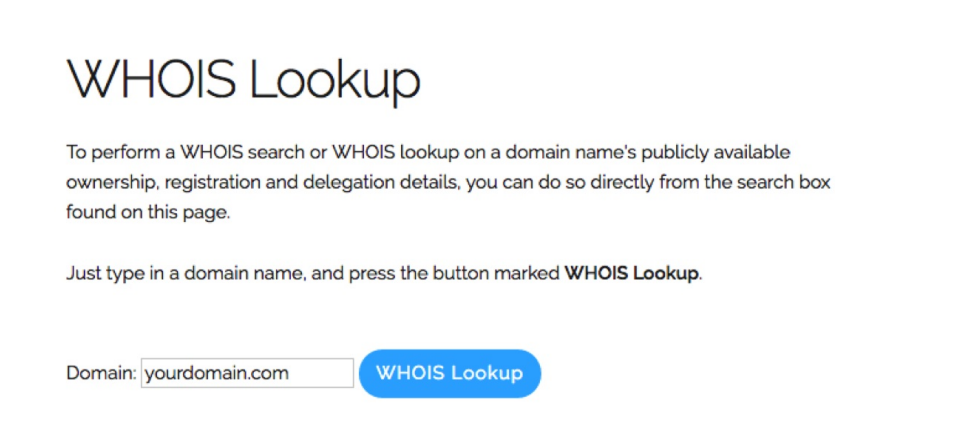 WHOIS Lookup
To perform a WHOIS search or WHOIS lookup on a domain name's publicly available
ownership, registration and delegation details, you can do so directly from the search box
found on this page.
Just type in a domain name, and press the button marked WHOIS Lookup.
Domain: yourdomain.com WHOIS Lookup